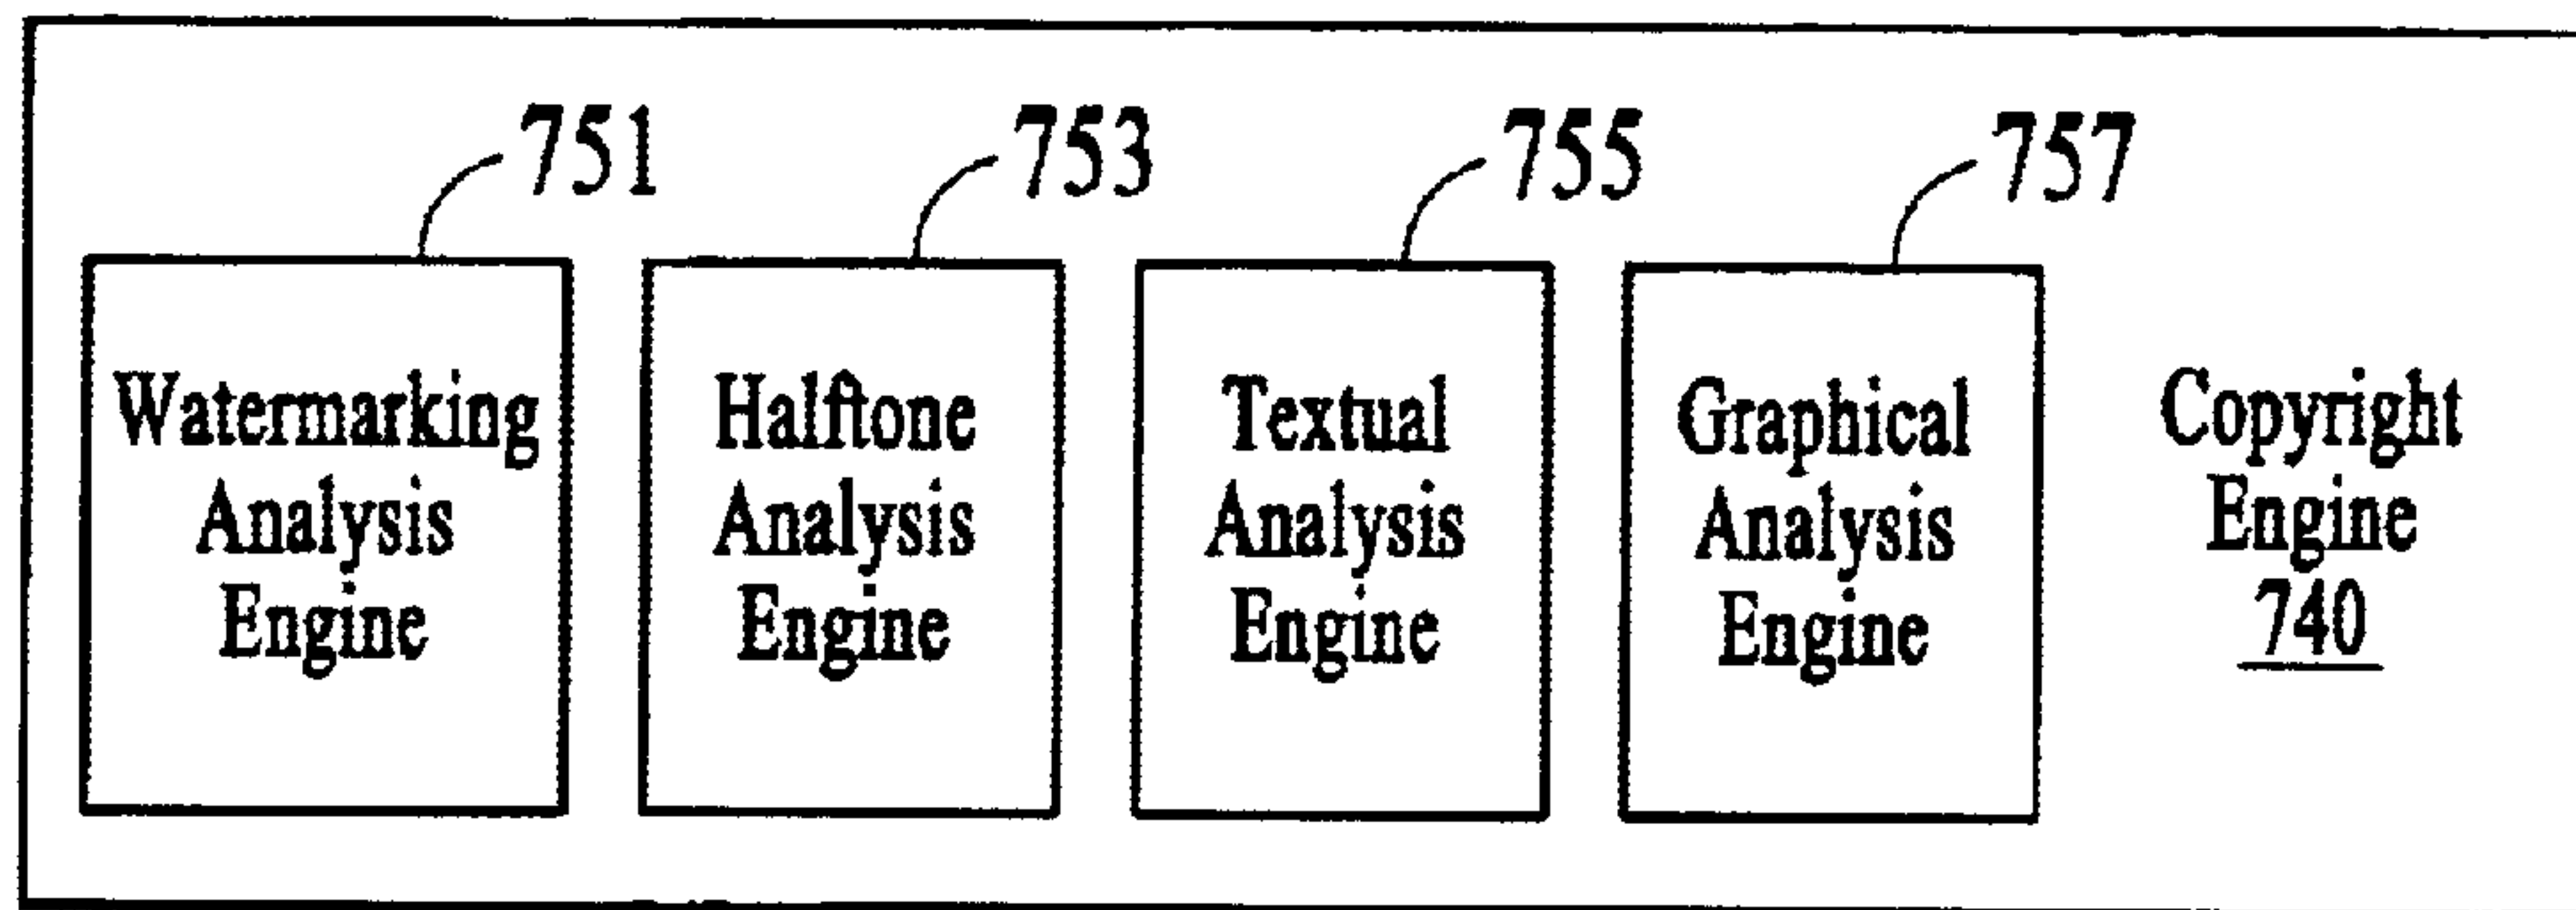 751
753
755
757
Watermarking
Analysis
Engine
Halftone
Analysis
Engine
Textual
Analysis
Engine
Graphical
Analysis
Engine
Copyright
Engine
740